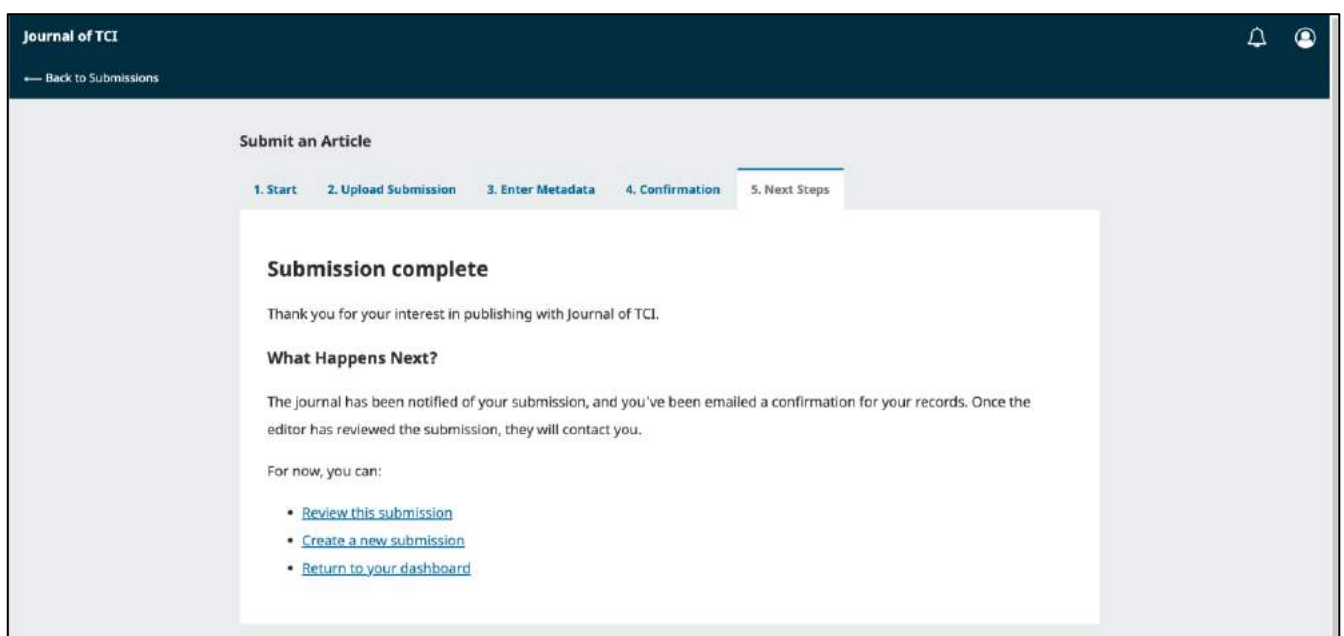 Journal of TCI
← Back to Submissions
Submit an Article
1. Start 2. Upload Submission 3. Enter Metadata 4. Confirmation 5. Next Steps
Submission complete
Thank you for your interest in publishing with Journal of TCI.
What Happens Next?
The journal has been notified of your submission, and you've been emailed a confirmation for your records. Once the
editor has reviewed the submission, they will contact you.
For now, you can:
• Review this submission
• Create a new submission
• Return to your dashboard